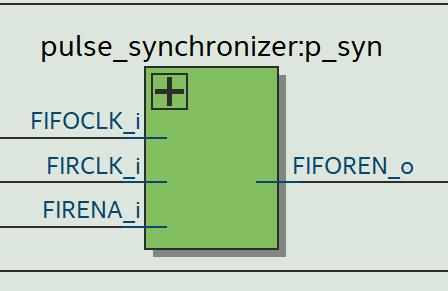 pulse_synchronizer:p_syn
FIFOCLK_i
FIRCLK_i
FIFOREN_o
FIRENA_i